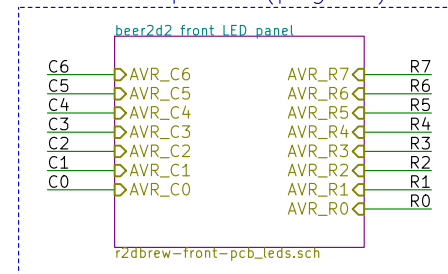 beer2d2 front LED panel
C6 AVR_C6 AVR_R7 R7
C5 AVR_C5 AVR_R6 R6
C4 AVR_C4 AVR_R5 R5
C3 AVR_C3 AVR_R4 R4
C2 AVR_C2 AVR_R3 R3
C1 AVR_C1 AVR_R2 R2
C0 AVR_C0 AVR_R1 R1
AVR_R0 R0
r2dbrew-front-pcb_leds.sch